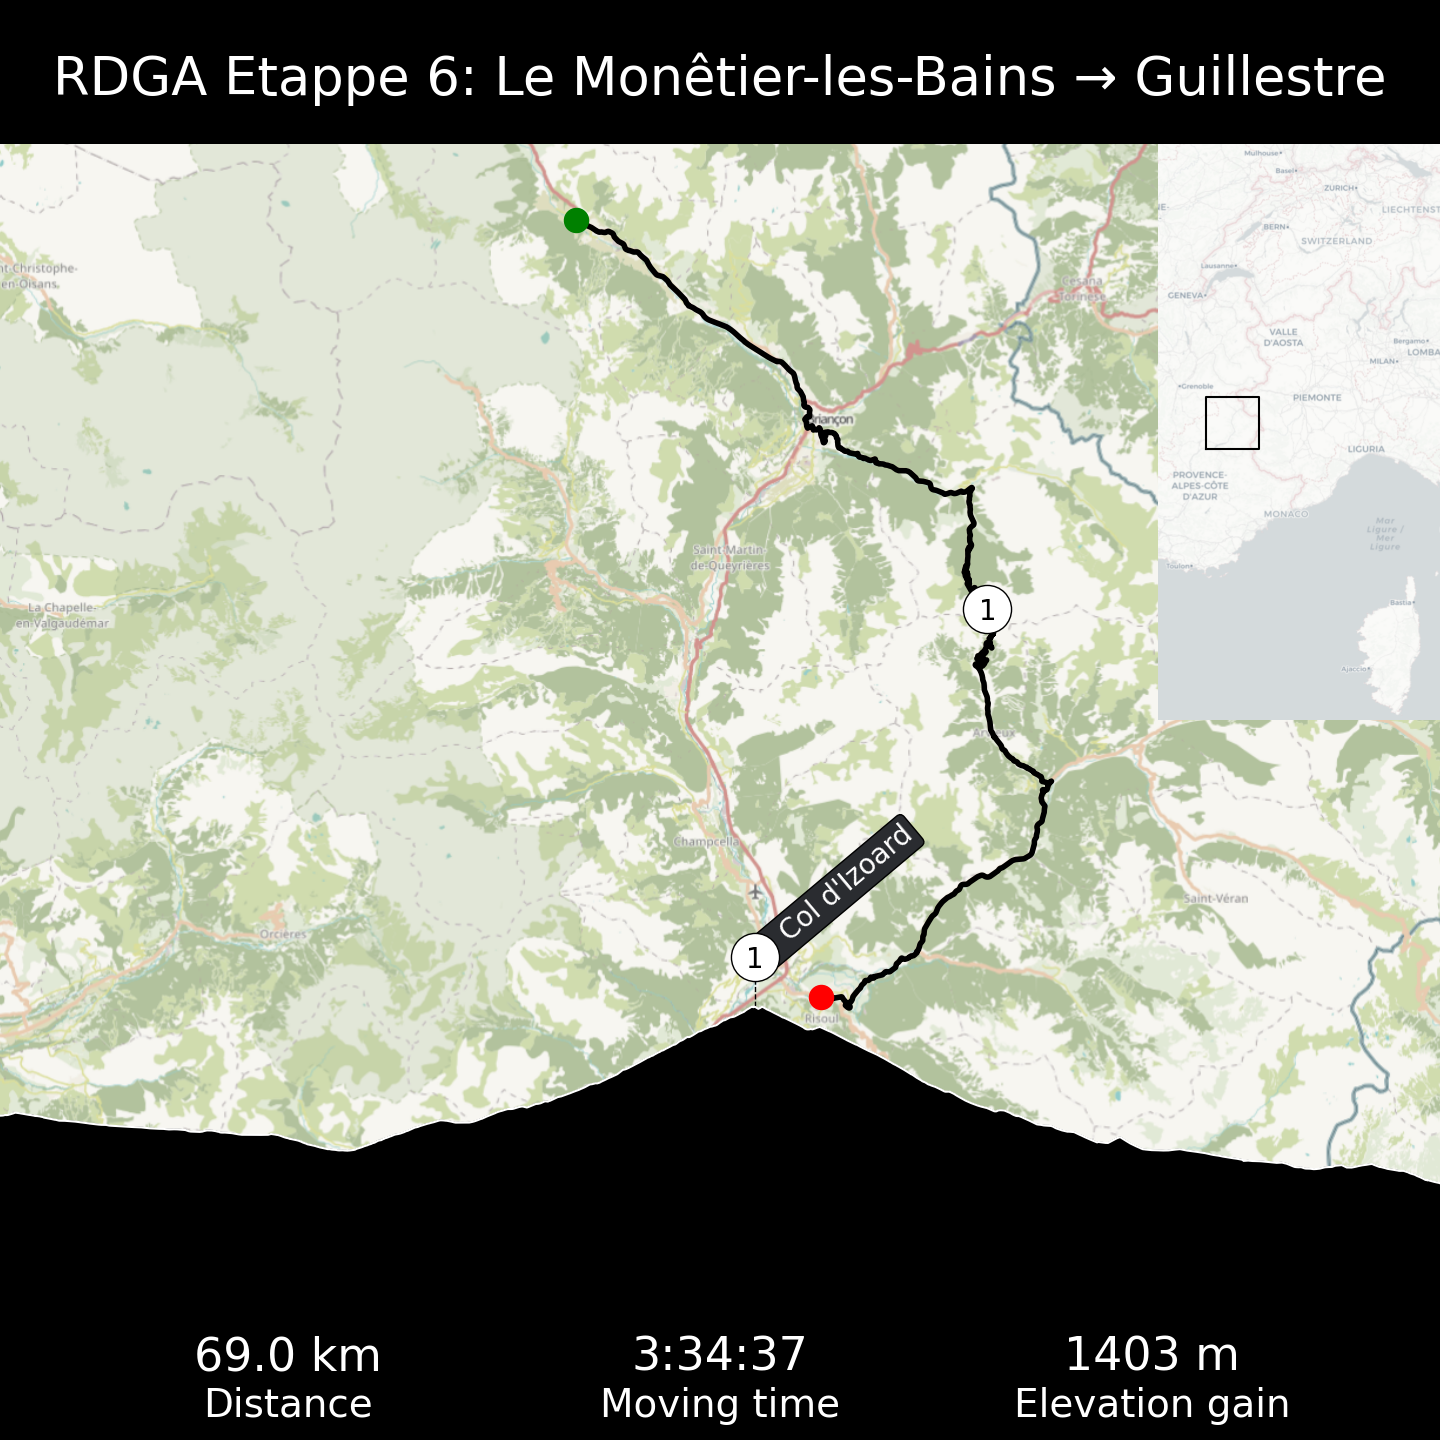 RDGA Etappe 6: Le Monêtier-les-Bains → Guillestre
Mulhouse
Basel
ZURICH
LIECHTENST
BERN
SWITZERLAND
Lausanne
GENEVA
VALLE
D'AOSTA
Bergamo
LOMBA
MILAN
Grenoble
PIEMONTE
LIGURIA
PROVENCE-
ALPES-CÔTE
D'AZUR
MONACO
Mar
Ligure /
Mer
Ligure
Toulon
Bastia
Ajaccio
nt-Christophe-
en-Oisans
Cesana
Torinese
Briançon
Saint-Martin-
de-Queyrières
La Chapelle-
en-Valgaudemar
1
Champcella
Col d'Izoard
1
Saint-Véran
Orcières
Risoul
69.0 km
Distance
3:34:37
Moving time
1403 m
Elevation gain